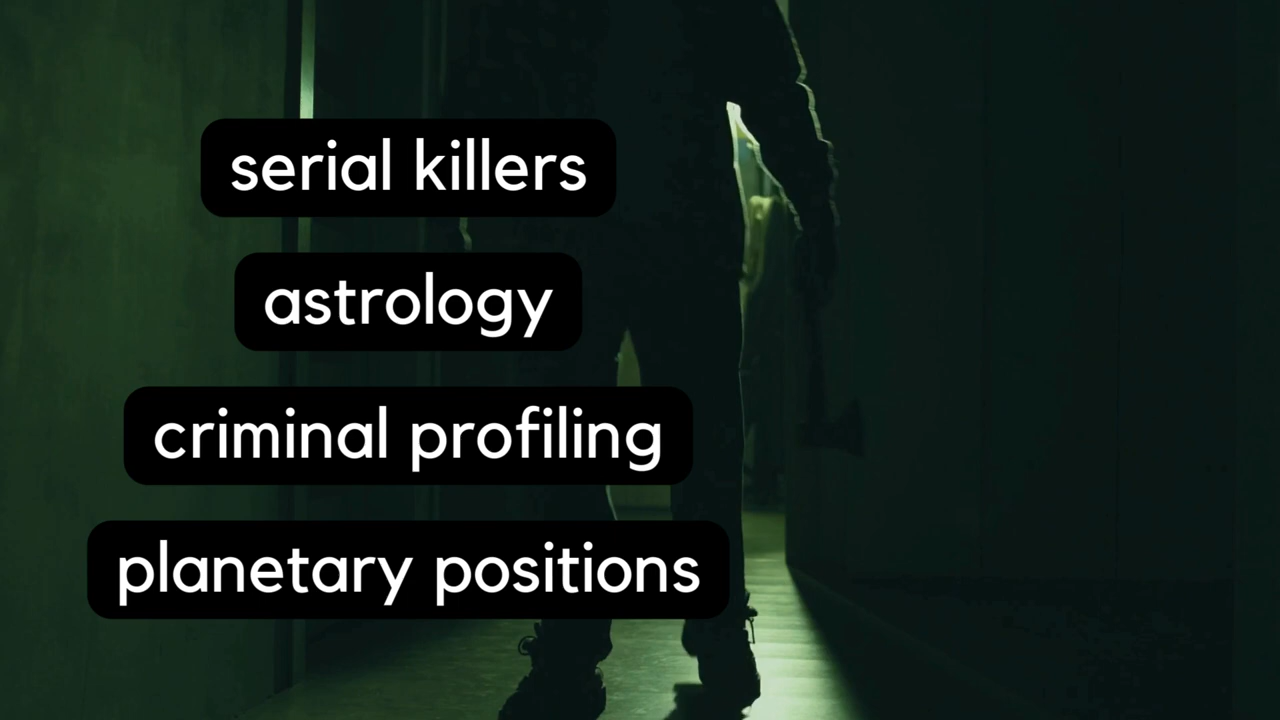 serial killers
astrology
criminal profiling
planetary positions